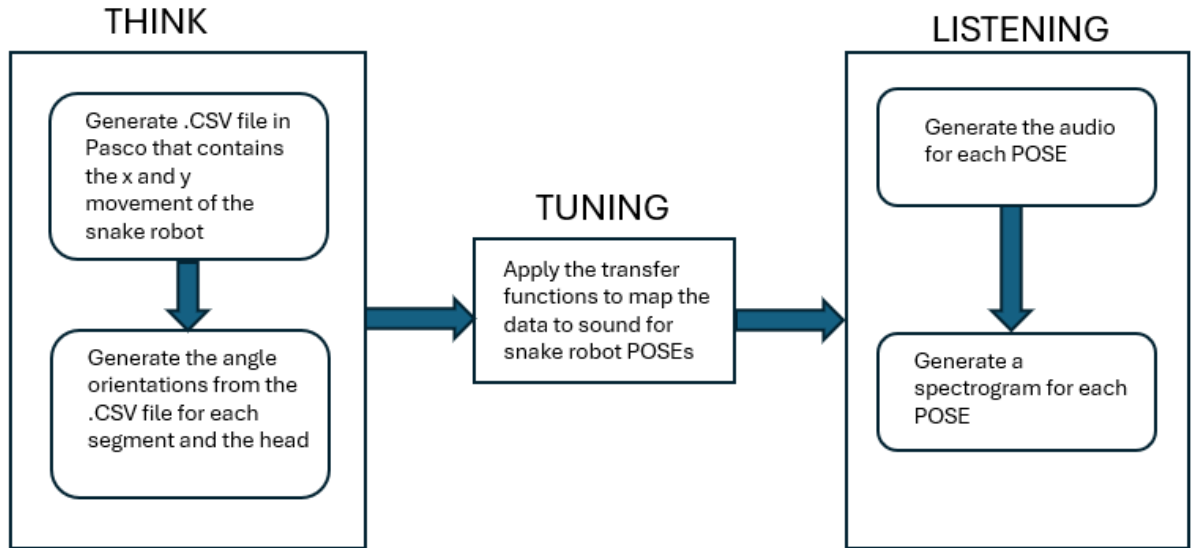 THINK
Generate .CSV file in
Pasco that contains
the x and y
movement of the
snake robot
Generate the angle
orientations from the
.CSV file for each
segment and the head
TUNING
Apply the transfer
functions to map the
data to sound for
snake robot POSEs
LISTENING
Generate the audio
for each POSE
Generate a
spectrogram for each
POSE